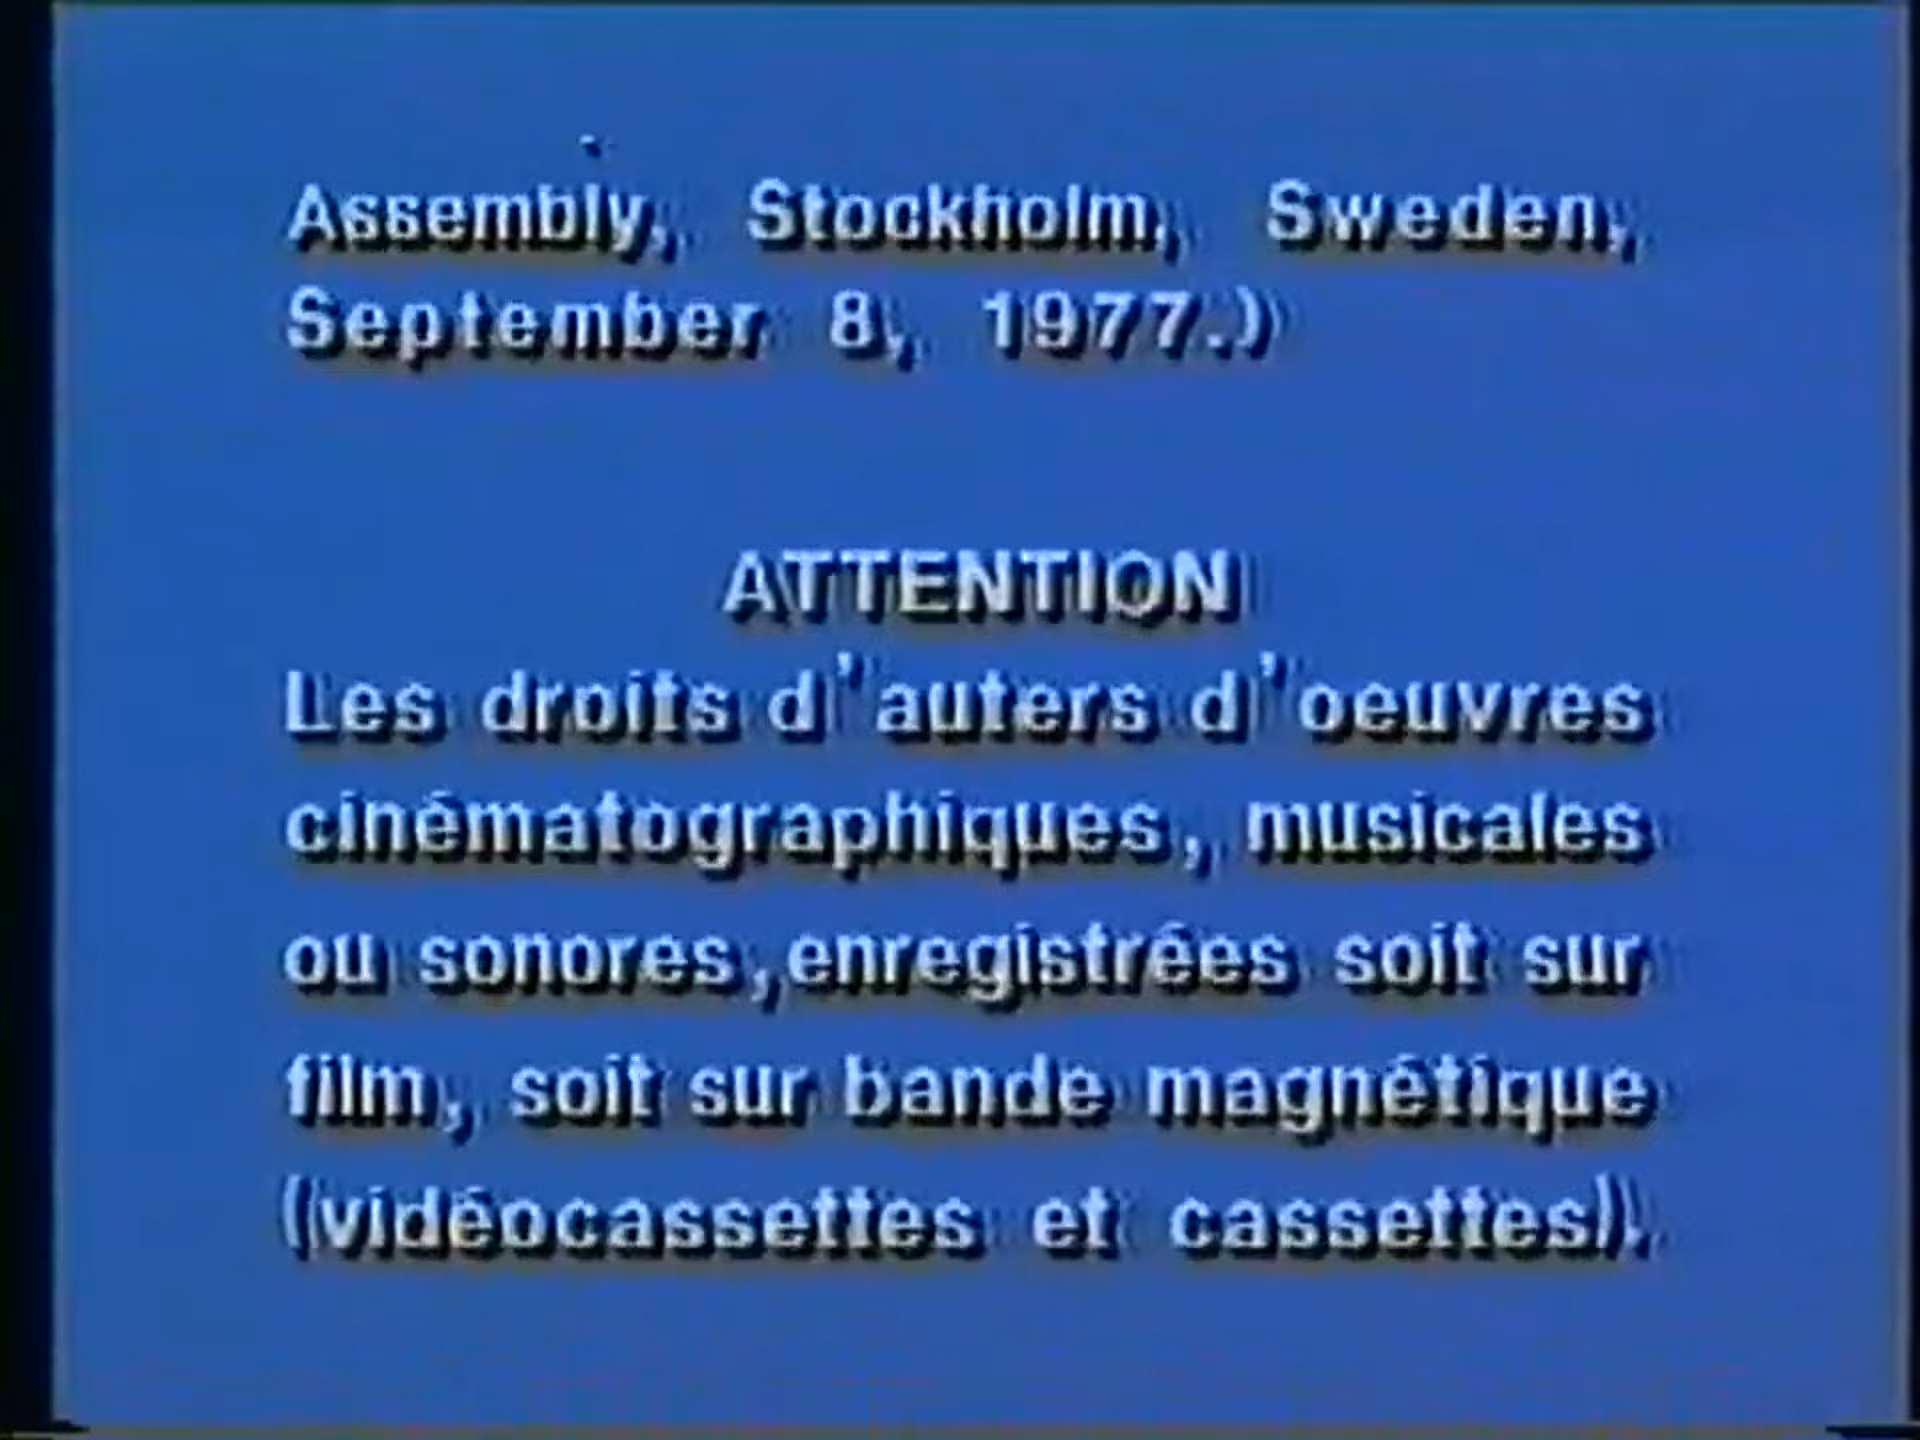 Assembly, Stockholm, Sweden,
September 8, 1977.)
ATTENTION
Les droits d'auters d'oeuvres
cinématographiques, musicales
ou sonores,enregistrées soit sur
film, soit sur bande magnétique
(vidéocassettes et cassettes).